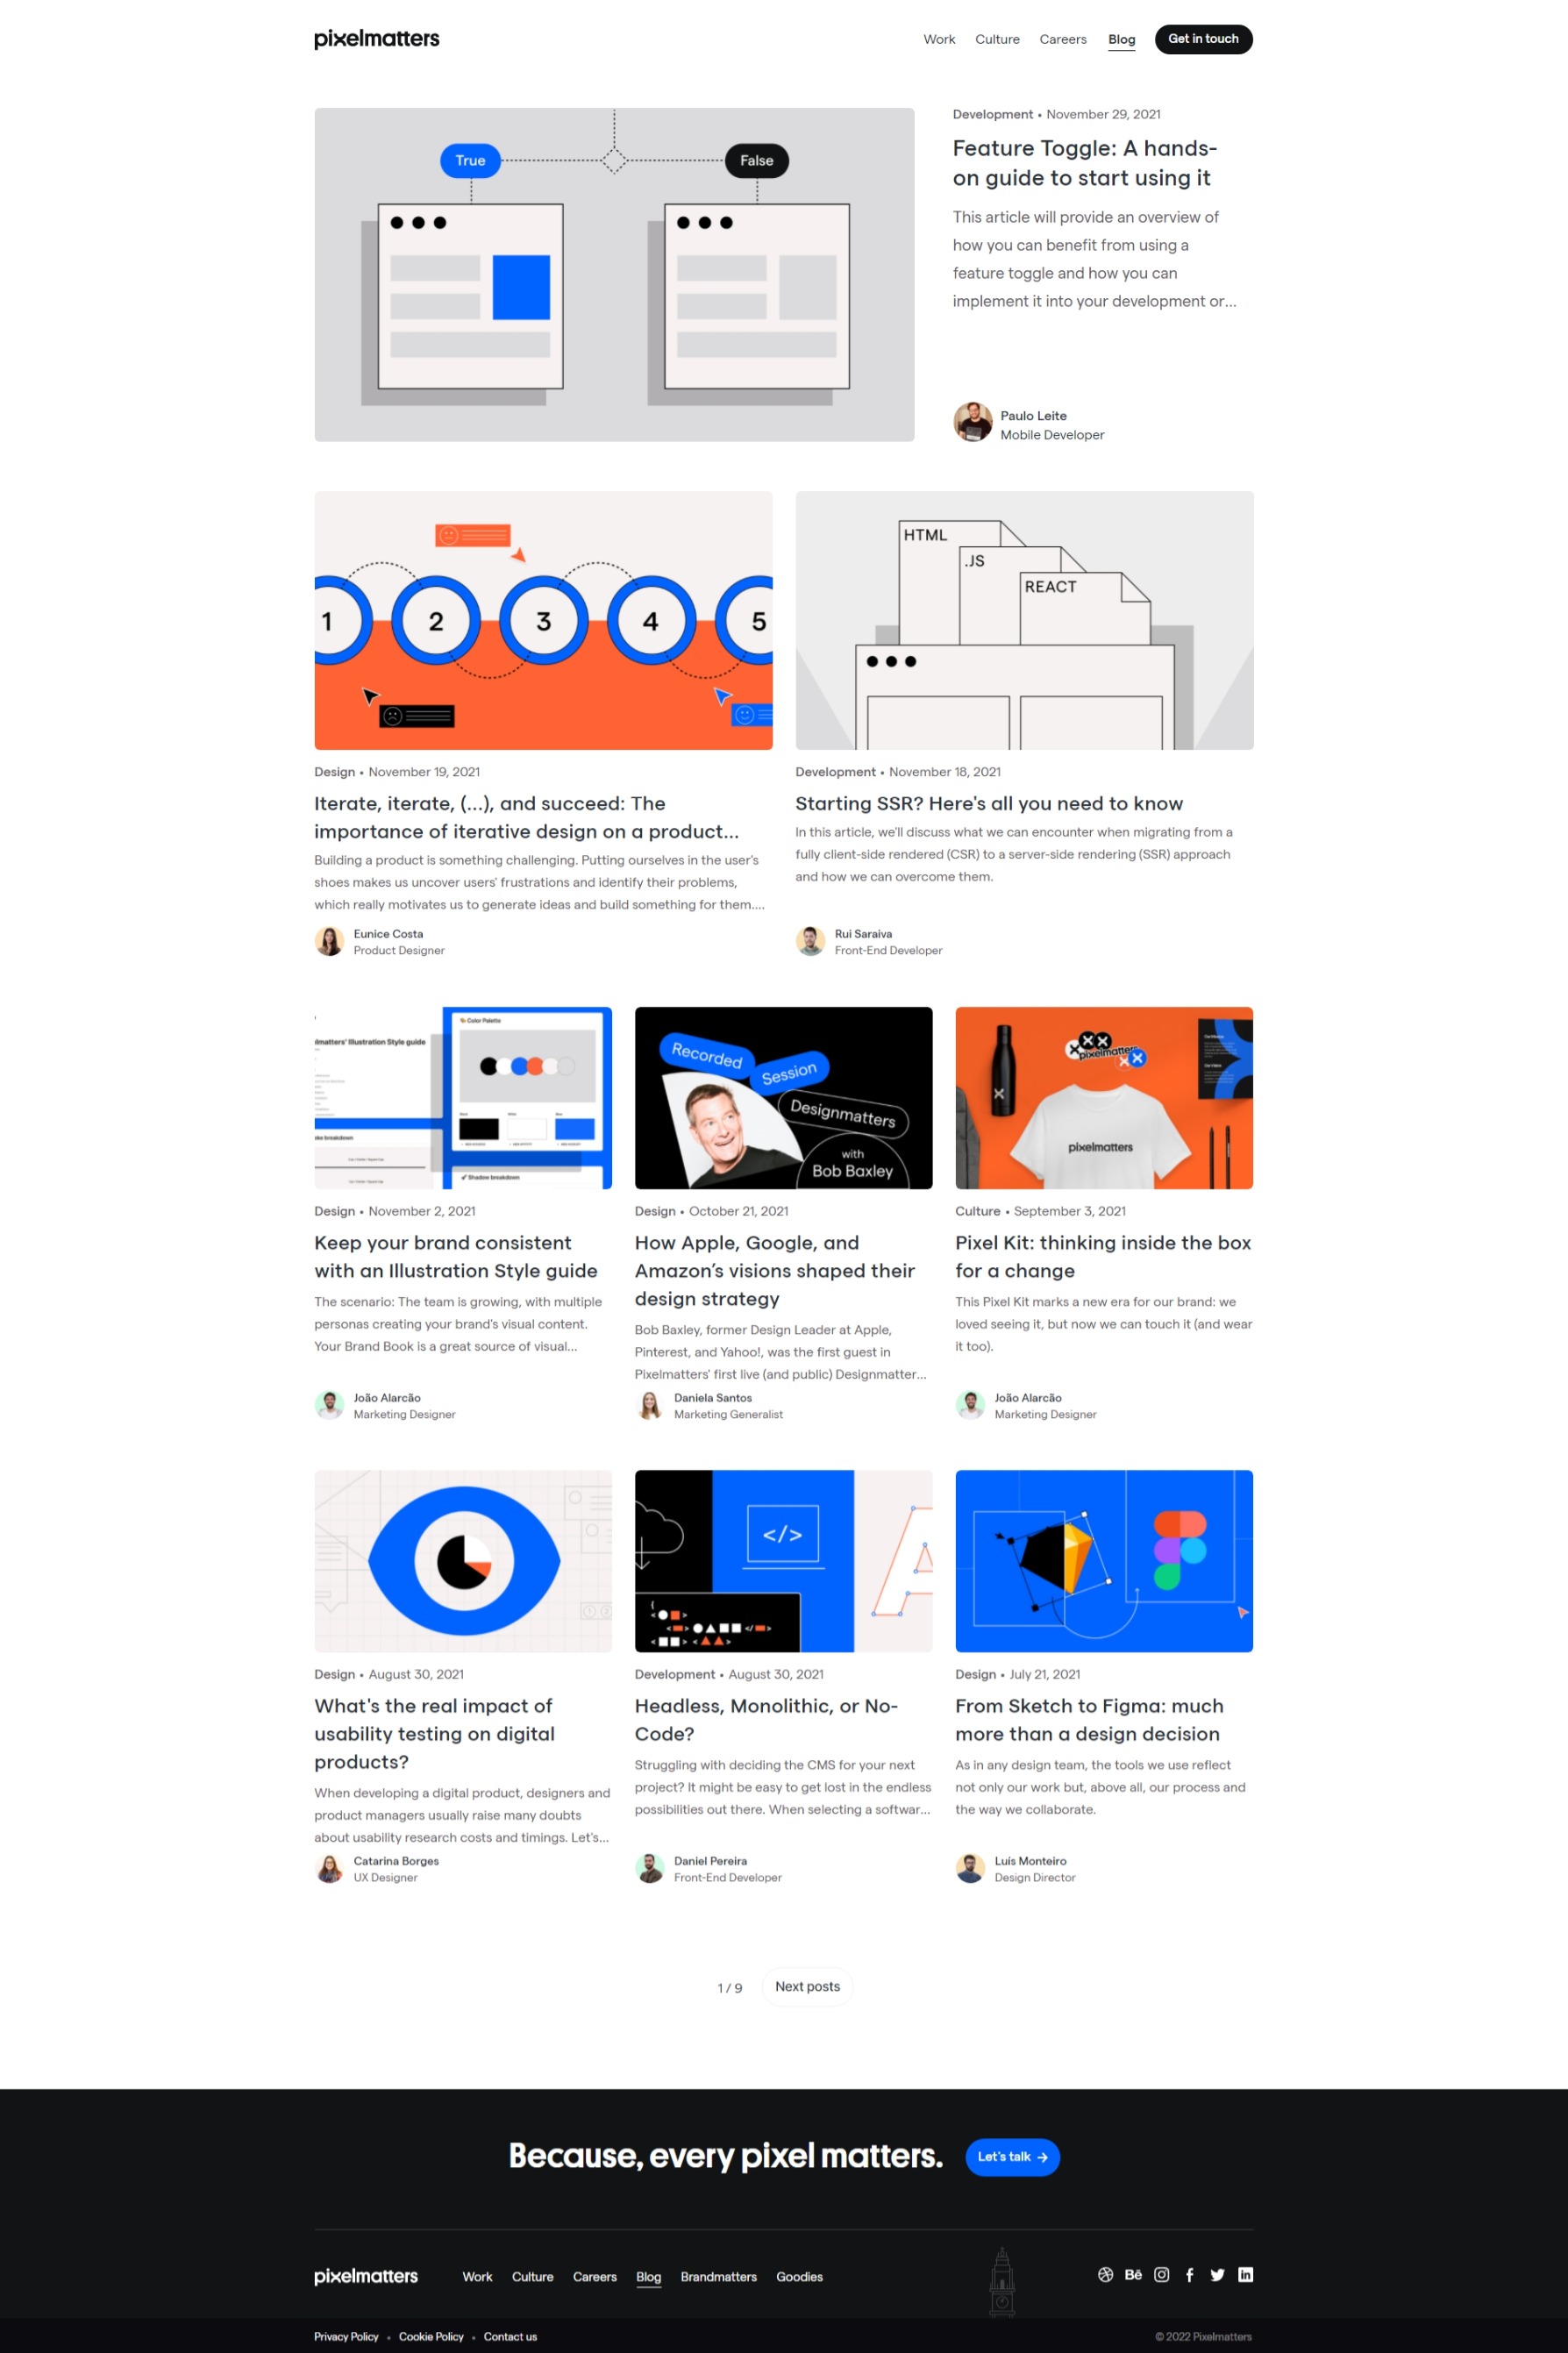 pixelmatters
Work Culture Careers Blog Get in touch
True False
Development • November 29, 2021
Feature Toggle: A hands-
on guide to start using it
This article will provide an overview of
how you can benefit from using a
feature toggle and how you can
implement it into your development or...
Paulo Leite
Mobile Developer
1 2 3 4 5
Design • November 19, 2021
Iterate, iterate, (...), and succeed: The
importance of iterative design on a product...
Building a product is something challenging. Putting ourselves in the user's
shoes makes us uncover users' frustrations and identify their problems,
which really motivates us to generate ideas and build something for them....
Eunice Costa
Product Designer
HTML
.JS
REACT
Development • November 18, 2021
Starting SSR? Here's all you need to know
In this article, we'll discuss what we can encounter when migrating from a
fully client-side rendered (CSR) to a server-side rendering (SSR) approach
and how we can overcome them.
Rui Saraiva
Front-End Developer
lmatters' Illustration Style guide
Color Palette
breakdown
Shadow breakdown
Design • November 2, 2021
Keep your brand consistent
with an Illustration Style guide
The scenario: The team is growing, with multiple
personas creating your brand's visual content.
Your Brand Book is a great source of visual...
João Alarcão
Marketing Designer
Recorded
Session
Designmatters
with
Bob Baxley
Design • October 21, 2021
How Apple, Google, and
Amazon's visions shaped their
design strategy
Bob Baxley, former Design Leader at Apple,
Pinterest, and Yahoo!, was the first guest in
Pixelmatters' first live (and public) Designmatter...
Daniela Santos
Marketing Generalist
pixelmatters
pixelmatters
Culture • September 3, 2021
Pixel Kit: thinking inside the box
for a change
This Pixel Kit marks a new era for our brand: we
loved seeing it, but now we can touch it (and wear
it too).
João Alarcão
Marketing Designer
Design • August 30, 2021
What's the real impact of
usability testing on digital
products?
When developing a digital product, designers and
product managers usually raise many doubts
about usability research costs and timings. Let's...
Catarina Borges
UX Designer
</>
A
Development • August 30, 2021
Headless, Monolithic, or No-
Code?
Struggling with deciding the CMS for your next
project? It might be easy to get lost in the endless
possibilities out there. When selecting a softwar...
Daniel Pereira
Front-End Developer
Design • July 21, 2021
From Sketch to Figma: much
more than a design decision
As in any design team, the tools we use reflect
not only our work but, above all, our process and
the way we collaborate.
Luís Monteiro
Design Director
1 / 9 Next posts
Because, every pixel matters. Let's talk →
pixelmatters Work Culture Careers Blog Brandmatters Goodies
Bē
Privacy Policy • Cookie Policy • Contact us
© 2022 Pixelmatters